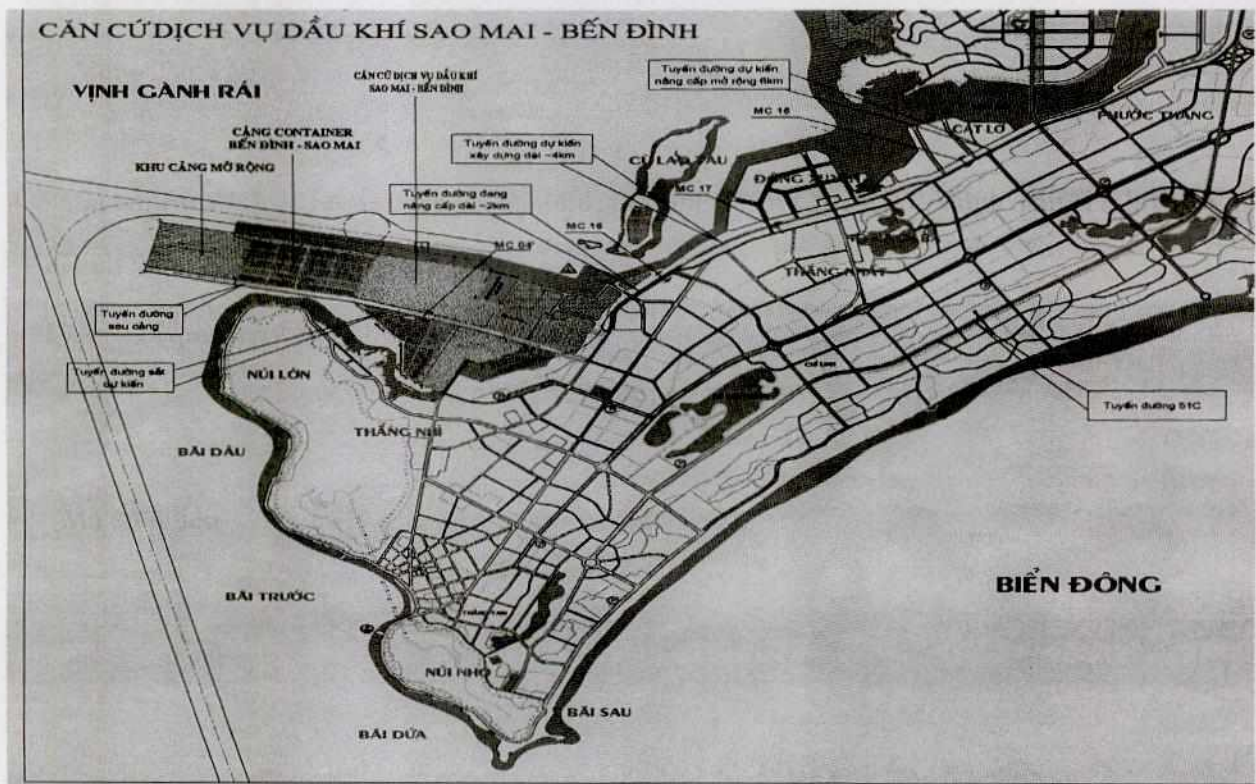 CĂN CỨ DỊCH VỤ DẦU KHÍ SAO MAI - BẾN ĐÌNH
VỊNH GÀNH RÁI
CĂN CỨ DỊCH VỤ DẦU KHÍ
SAO MAI - BẾN ĐÌNH
Tuyến đường dự kiến
nâng cấp mở rộng 6km
MC 18
CÁT LỞ
PHƯỚC THẮNG
CẢNG CONTAINER
BẾN ĐÌNH - SAO MAI
KHU CẢNG MỞ RỘNG
Tuyến đường dự kiến
xây dựng dài ~4km
CÙ LAO TÀU
MC 17
Tuyến đường đang
nâng cấp dài ~2km
MC 16
MC 04
THẮNG NHẤT
Tuyến đường
sau cảng
Tuyến đường sắt
dự kiến
NÚI LỚN
Tuyến đường 51C
THẮNG NHÌ
BÃI DÂU
BIỂN ĐÔNG
BÃI TRƯỚC
NÚI NHỎ
BÃI SAU
BÃI DỨA